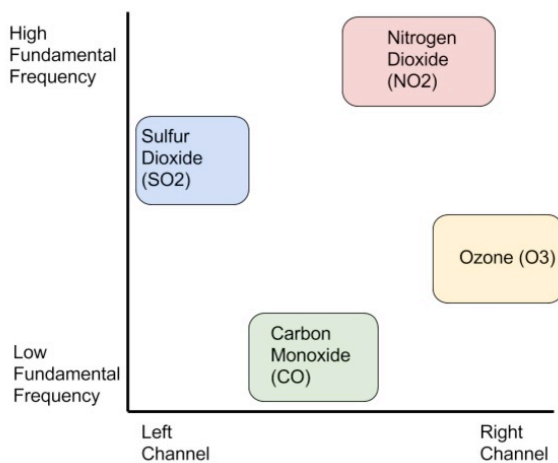 High
Fundamental
Frequency
Nitrogen
Dioxide
(NO2)
Sulfur
Dioxide
(SO2)
Ozone (O3)
Carbon
Monoxide
(CO)
Low
Fundamental
Frequency
Left
Channel
Right
Channel